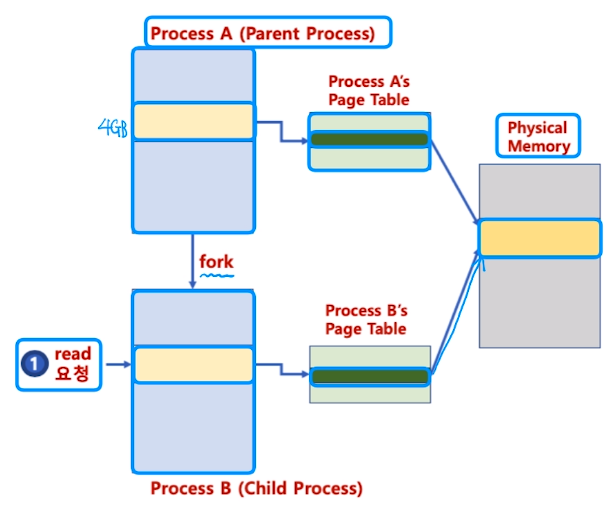 Process A (Parent Process)
Process A's
Page Table
Physical
Memory
4GB
fork
Process B's
Page Table
1 read
요청
Process B (Child Process)